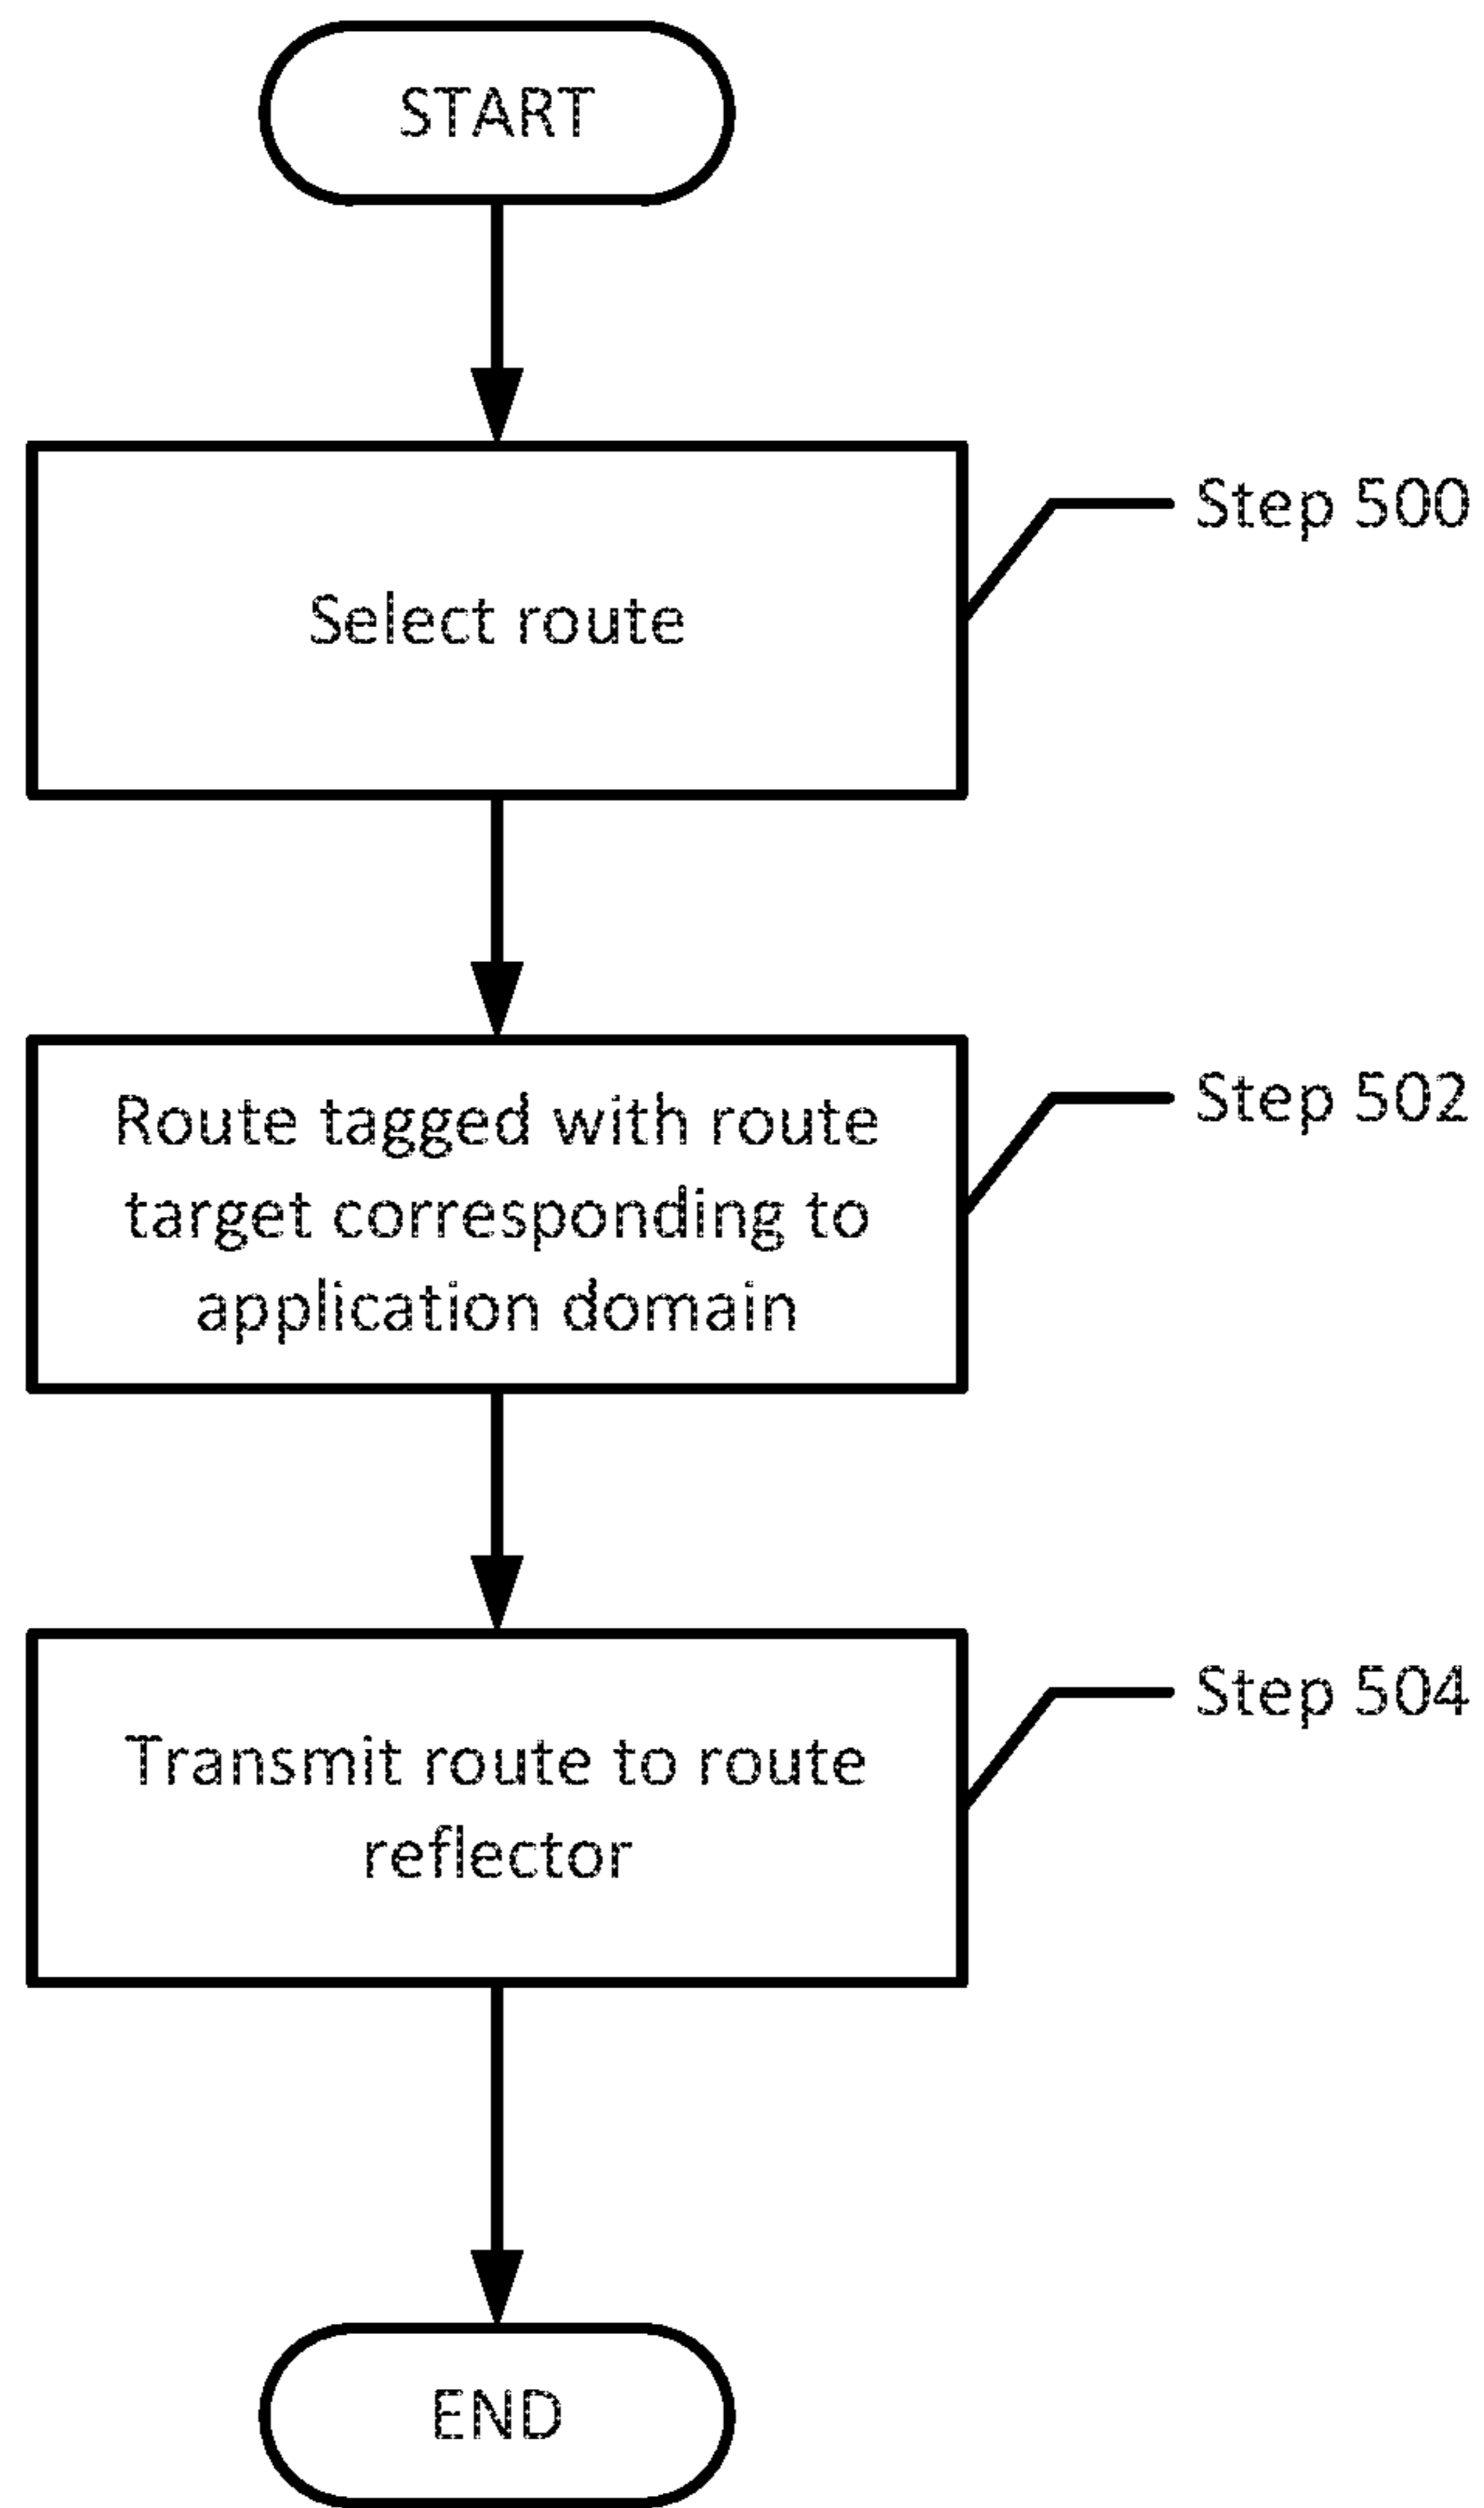 START
Step 500
Select route
Step 502
Route tagged with route
target corresponding to
application domain
Step 504
Transmit route to route
reflector
END